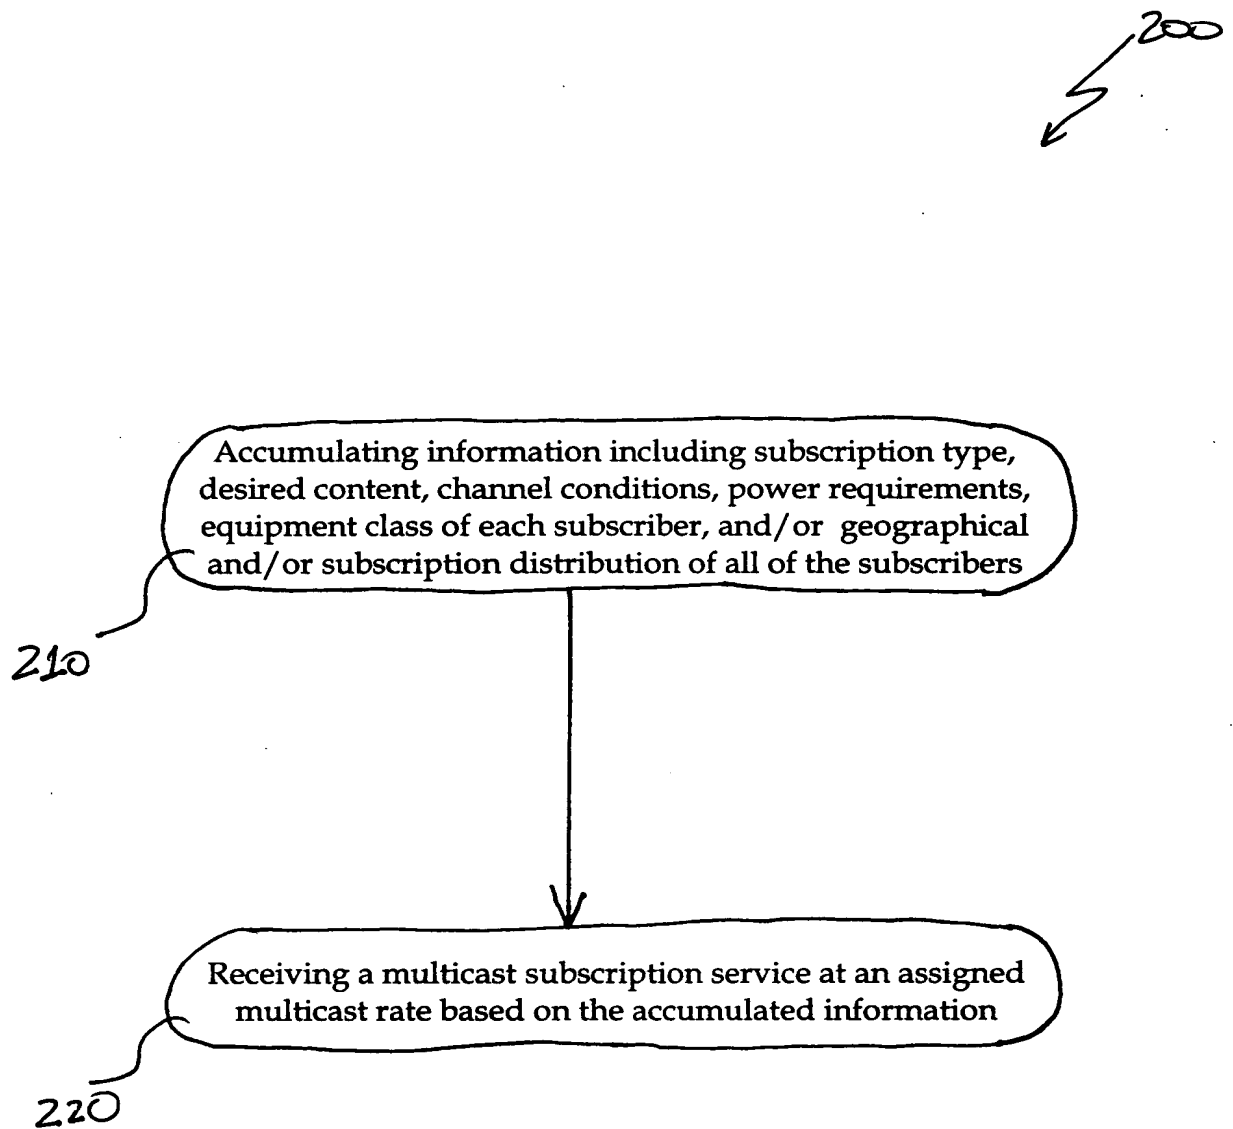 200
Accumulating information including subscription type,
desired content, channel conditions, power requirements,
equipment class of each subscriber, and/or geographical
and/or subscription distribution of all of the subscribers
210
Receiving a multicast subscription service at an assigned
multicast rate based on the accumulated information
220